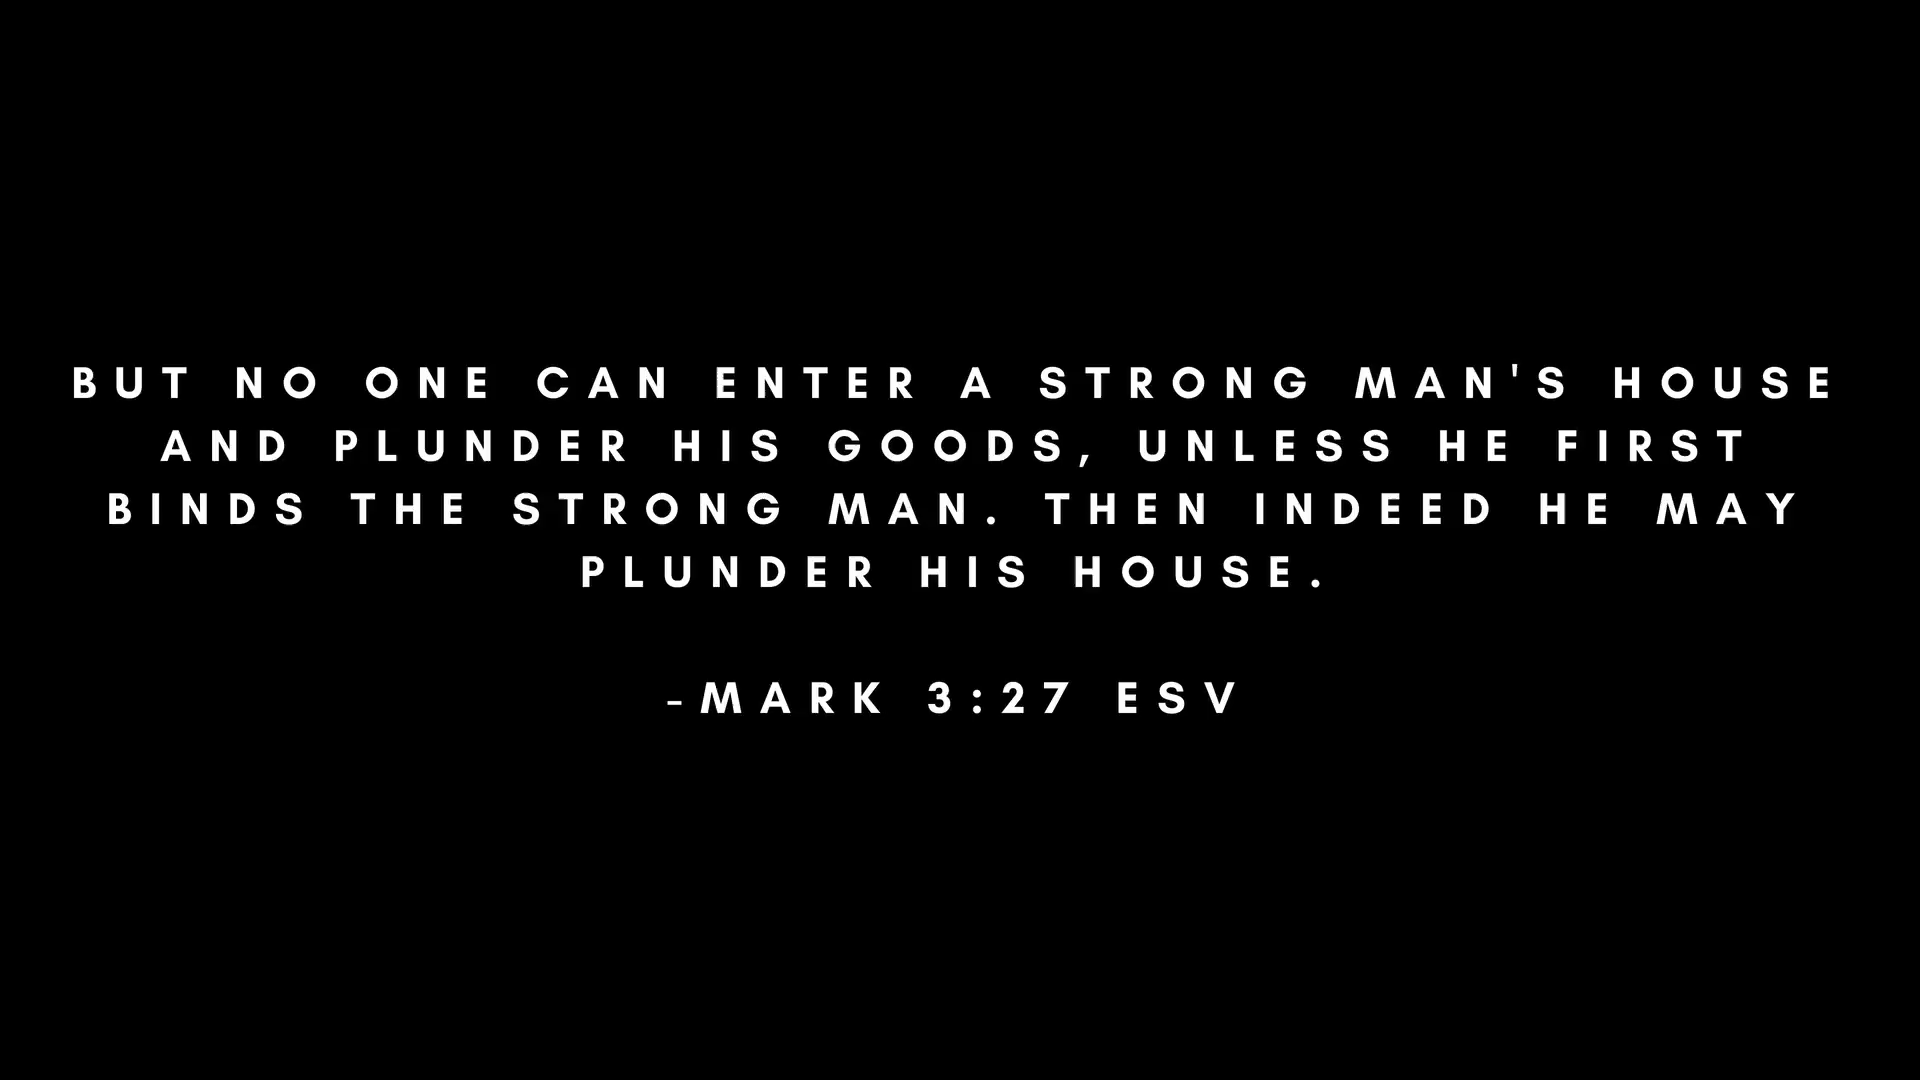 BUT NO ONE CAN ENTER A STRONG MAN'S HOUSE
AND PLUNDER HIS GOODS, UNLESS HE FIRST
BINDS THE STRONG MAN. THEN INDEED HE MAY
PLUNDER HIS HOUSE.
-MARK 3:27 ESV